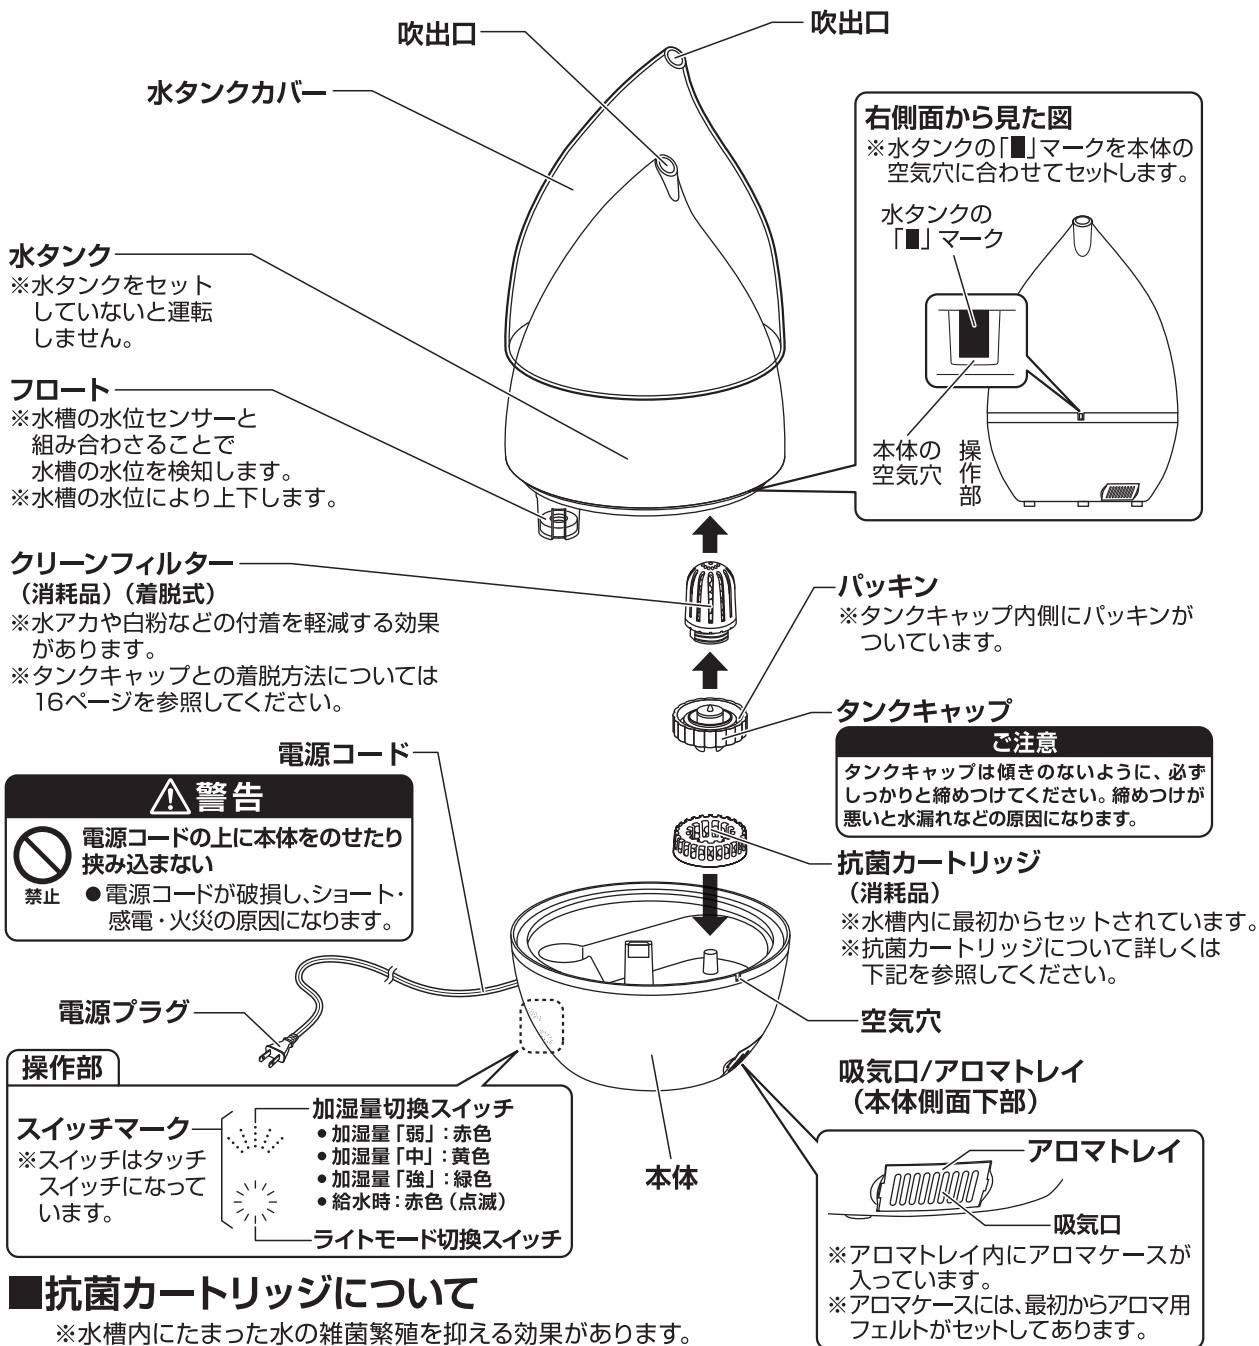 吹出口
吹出口
水タンクカバー
水タンク
※水タンクをセット
していないと運転
しません。
フロート
※水槽の水位センサーと
組み合わさることで
水槽の水位を検知します。
※水槽の水位により上下します。
クリーンフィルター
（消耗品）（着脱式）
※水アカや白粉などの付着を軽減する効果
があります。
※タンクキャップとの着脱方法については
16ページを参照してください。
右側面から見た図
※水タンクの「■」マークを本体の
空気穴に合わせてセットします。
水タンクの
「■」マーク
本体の
空気穴
操作部
パッキン
※タンクキャップ内側にパッキンが
ついています。
タンクキャップ
ご注意
タンクキャップは傾きのないように、必ず
しっかりと締めつけてください。締めつけが
悪いと水漏れなどの原因になります。
電源コード
⚠警告
禁止
電源コードの上に本体をのせたり
挟み込まない
●電源コードが破損し、ショート・
感電・火災の原因になります。
抗菌カートリッジ
（消耗品）
※水槽内に最初からセットされています。
※抗菌カートリッジについて詳しくは
下記を参照してください。
電源プラグ
空気穴
本体
操作部
スイッチマーク
※スイッチはタッチ
スイッチになって
います。
加湿量切換スイッチ
●加湿量「弱」：赤色
●加湿量「中」：黄色
●加湿量「強」：緑色
●給水時：赤色（点滅）
ライトモード切換スイッチ
吸気口/アロマトレイ
（本体側面下部）
アロマトレイ
吸気口
※アロマトレイ内にアロマケースが
入っています。
※アロマケースには、最初からアロマ用
フェルトがセットしてあります。
■抗菌カートリッジについて
※水槽内にたまった水の雑菌繁殖を抑える効果があります。